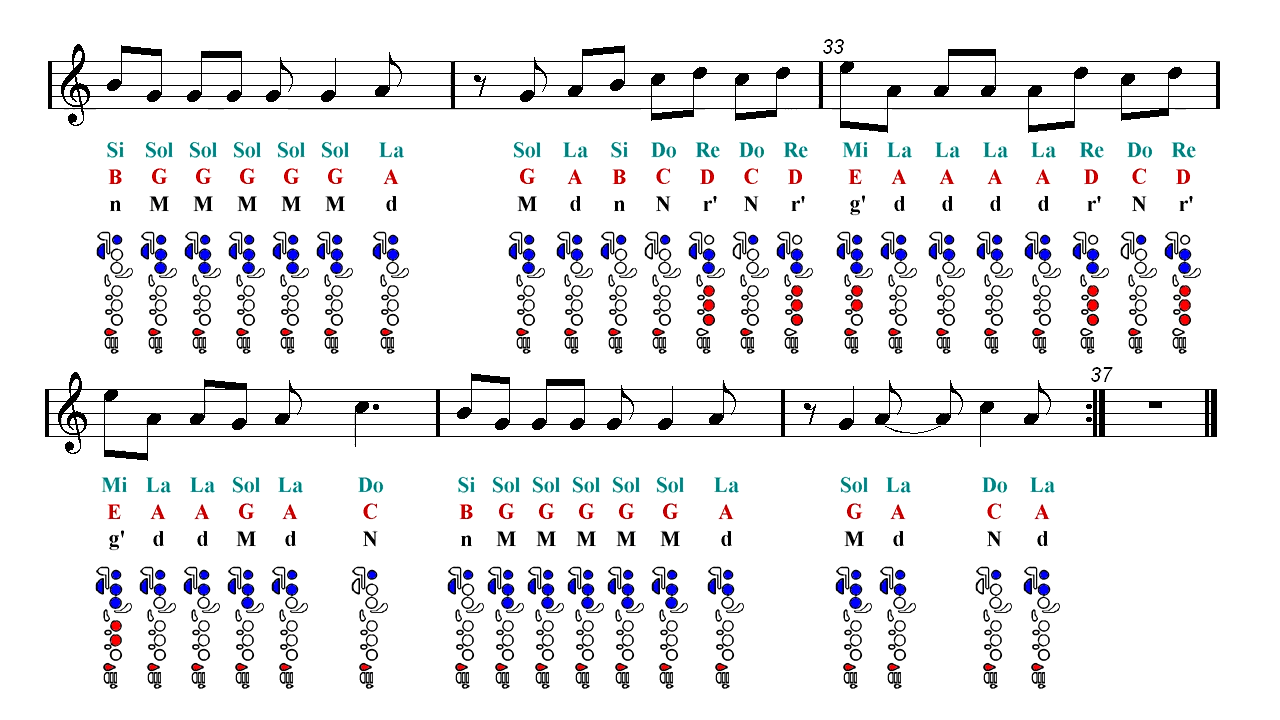 33
Si Sol Sol Sol Sol Sol La Sol La Si Do Re Do Re Mi La La La La Re Do Re
B G G G G G A G A B C D C D E A A A A D C D
n M M M M M d M d n N r' N r' g' d d d d r' N r'
37
Mi La La Sol La Do Si Sol Sol Sol Sol Sol La Sol La Do La
E A A G A C B G G G G G A G A C A
g' d d M d N n M M M M M d M d N d